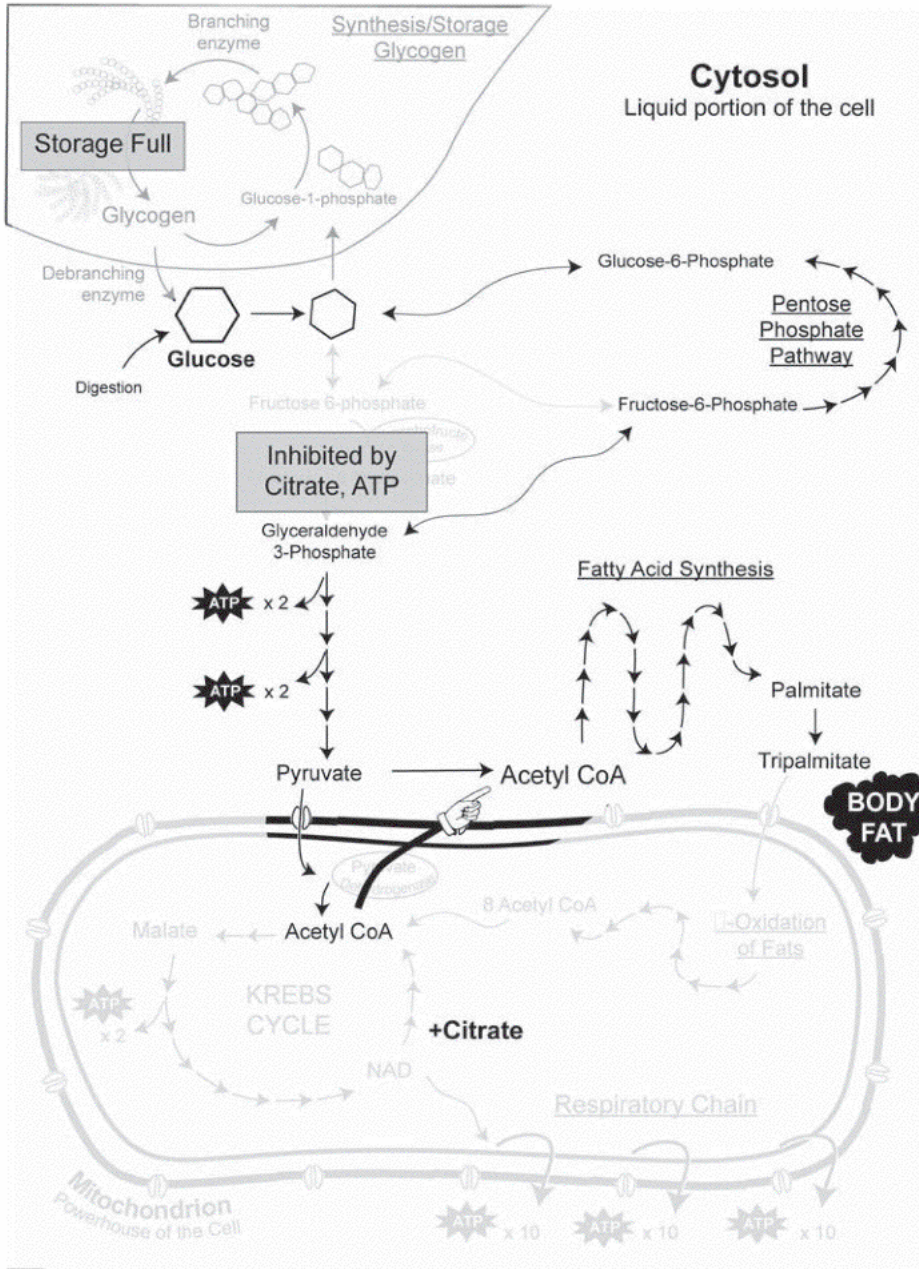 Branching
enzyme
Synthesis/Storage
Glycogen
Cytosol
Liquid portion of the cell
Storage Full
Glucose-1-phosphate
Glycogen
Debranching
enzyme
Glucose-6-Phosphate
Pentose
Phosphate
Pathway
Glucose
Digestion
Fructose 6-phosphate
Fructose-6-Phosphate
Inhibited by
Citrate, ATP
Glyceraldehyde
3-Phosphate
Fatty Acid Synthesis
ATP x 2
ATP x 2
Palmitate
Pyruvate
Acetyl CoA
Tripalmitate
BODY
FAT
Pyruvate
Malate
Acetyl CoA
8 Acetyl CoA
-Oxidation
of Fats
ATP
x 2
KREBS
CYCLE
+Citrate
NAD
Respiratory Chain
Mitochondrion
Powerhouse of the Cell
ATP x 10
ATP x 10
ATP x 10